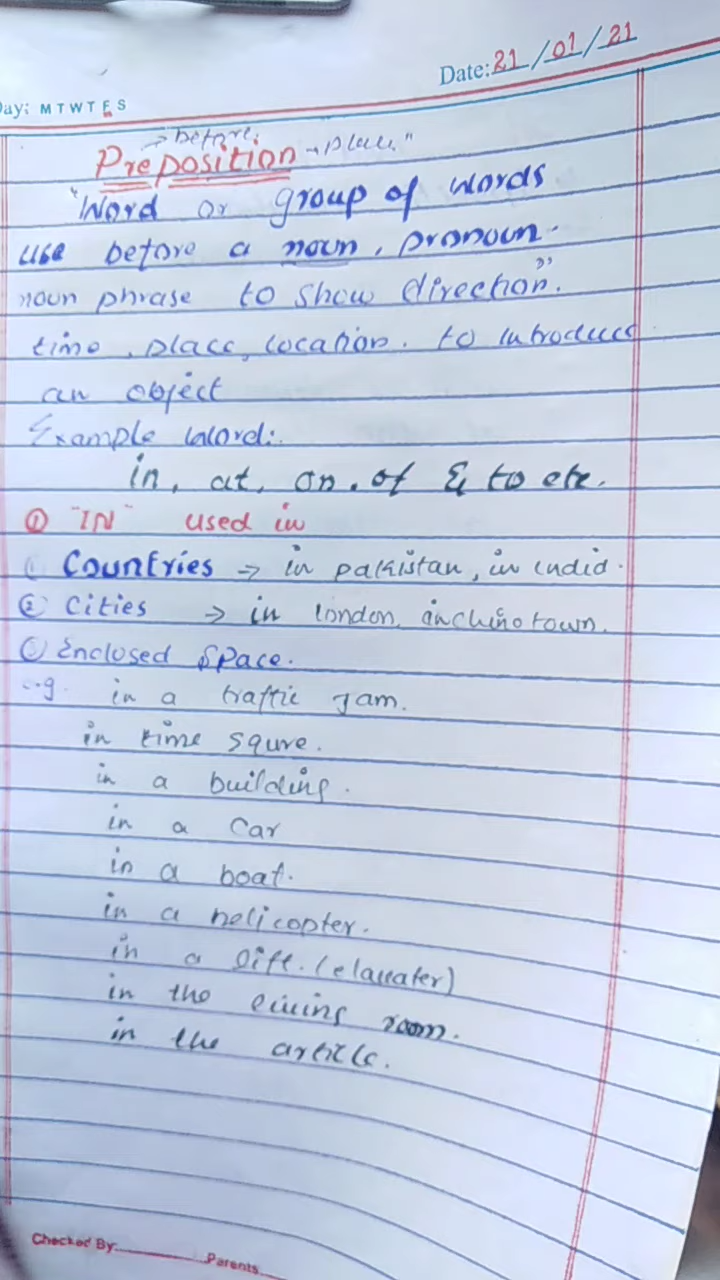 Date: 21/01/21
Day: M T W T F S
→ before.
Preposition → place"
"Word or group of words
use before a noun, pronoun.
noun phrase to show direction".
time, place, location. to introduce
an object
Example Word:.
in, at, on, of & to etc.
① "IN" used in
① Countries → in pakistan, in india.
② Cities → in london, in chinotown.
③ Enclosed Space.
e.g. in a traffic Jam.
in time squre.
in a building.
in a Car
in a boat.
in a helicopter.
in a lift. (elavater)
in the living room.
in the article.
Checked By: Parents